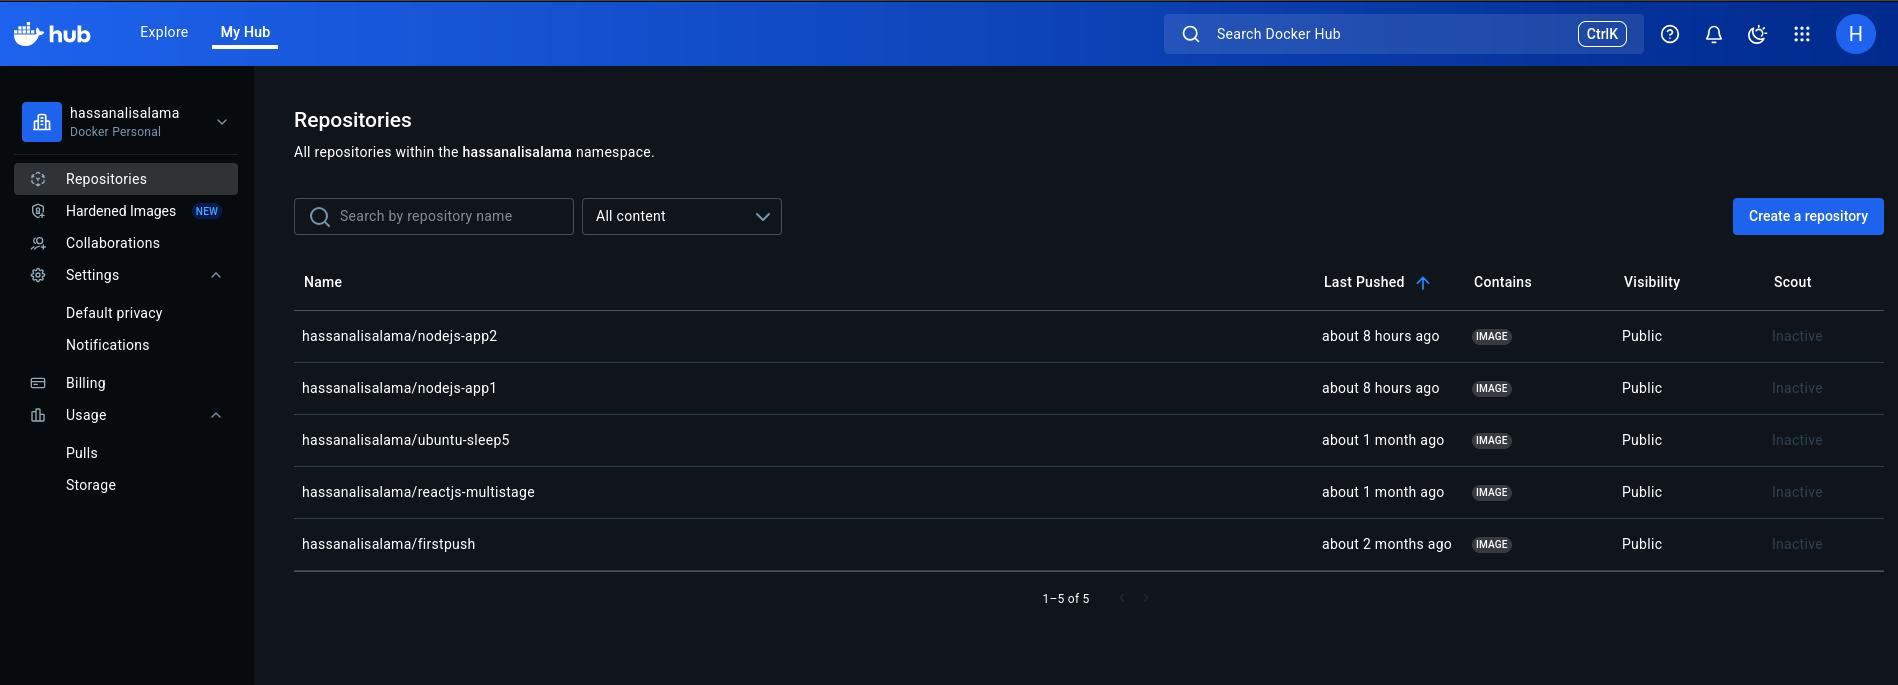 hub
Explore
My Hub
Search Docker Hub
CtrlK
H
hassanalisalama
Docker Personal
Repositories
Hardened Images NEW
Collaborations
Settings
Default privacy
Notifications
Billing
Usage
Pulls
Storage
Repositories
All repositories within the hassanalisalama namespace.
Search by repository name
All content
Create a repository
Name Last Pushed Contains Visibility Scout
hassanalisalama/nodejs-app2 about 8 hours ago IMAGE Public Inactive
hassanalisalama/nodejs-app1 about 8 hours ago IMAGE Public Inactive
hassanalisalama/ubuntu-sleep5 about 1 month ago IMAGE Public Inactive
hassanalisalama/reactjs-multistage about 1 month ago IMAGE Public Inactive
hassanalisalama/firstpush about 2 months ago IMAGE Public Inactive
1–5 of 5